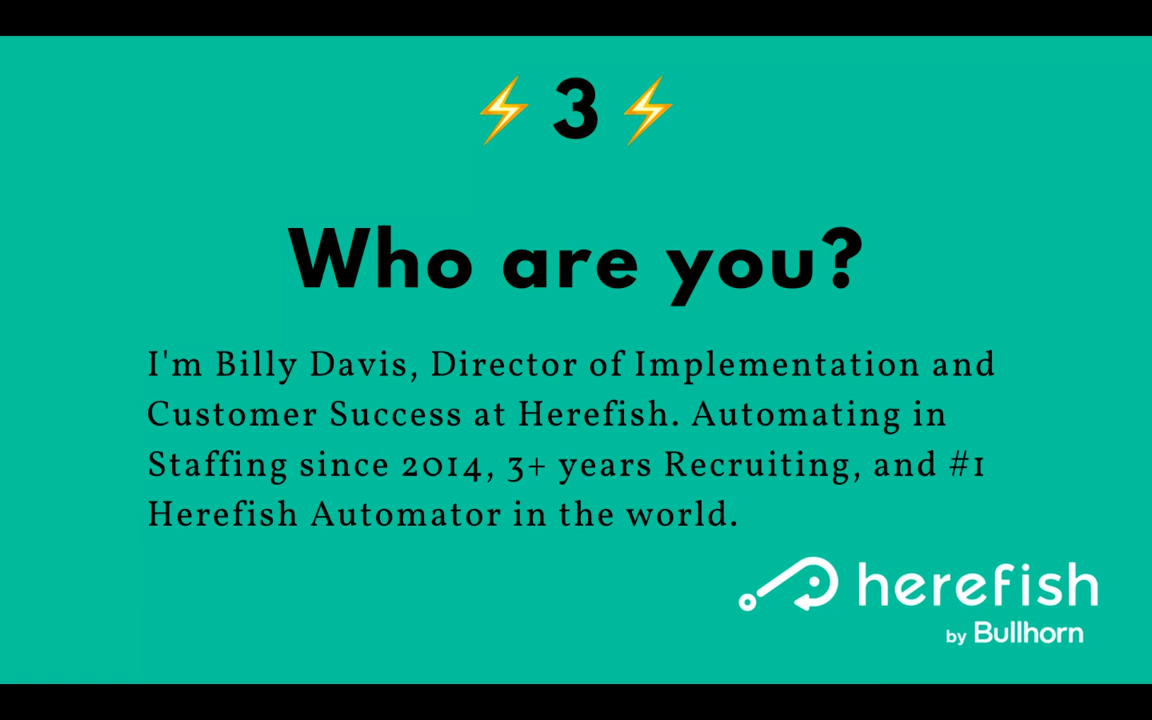 ⚡ 3 ⚡
Who are you?
I'm Billy Davis, Director of Implementation and
Customer Success at Herefish. Automating in
Staffing since 2014, 3+ years Recruiting, and #1
Herefish Automator in the world.
herefish
by Bullhorn